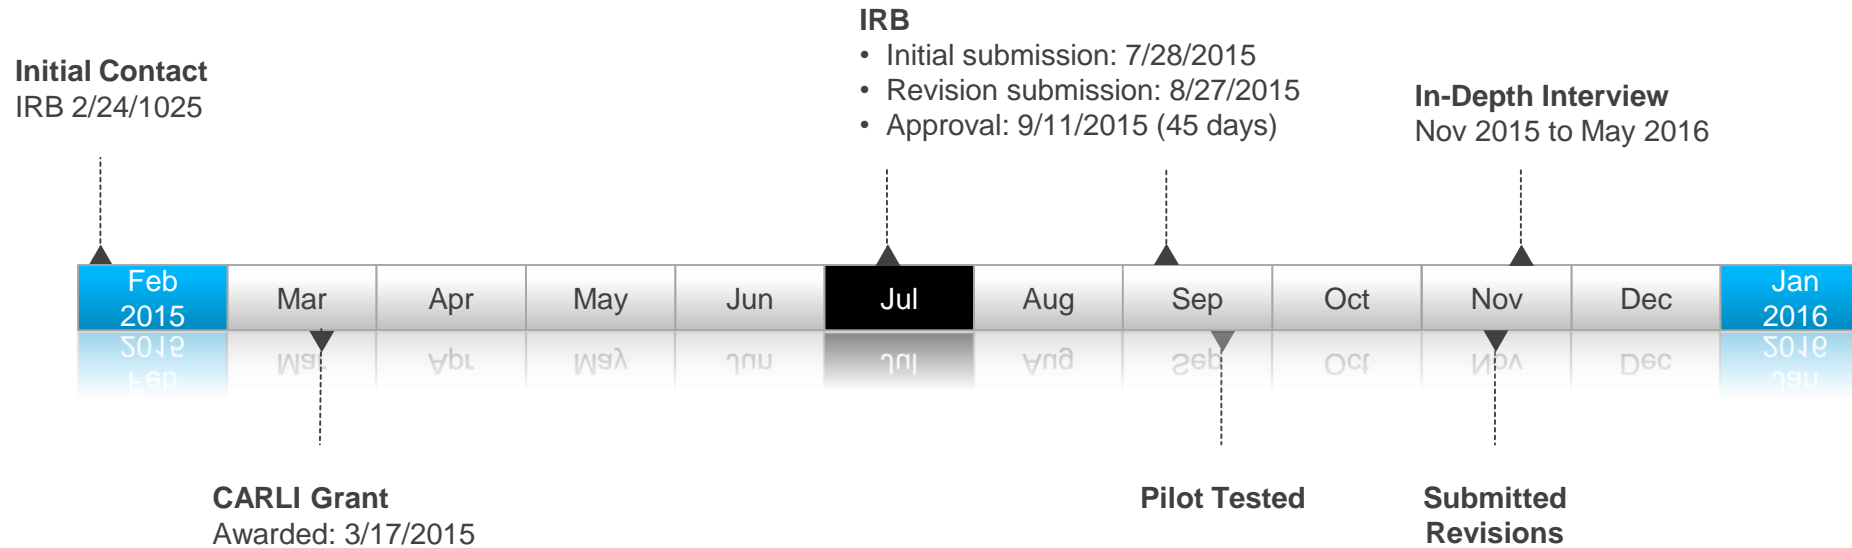 Initial Contact
IRB 2/24/1025
IRB
• Initial submission: 7/28/2015
• Revision submission: 8/27/2015
• Approval: 9/11/2015 (45 days)
In-Depth Interview
Nov 2015 to May 2016
Feb
2015
Mar
Apr
May
Jun
Jul
Aug
Sep
Oct
Nov
Dec
Jan
2016
CARLI Grant
Awarded: 3/17/2015
Pilot Tested
Submitted
Revisions